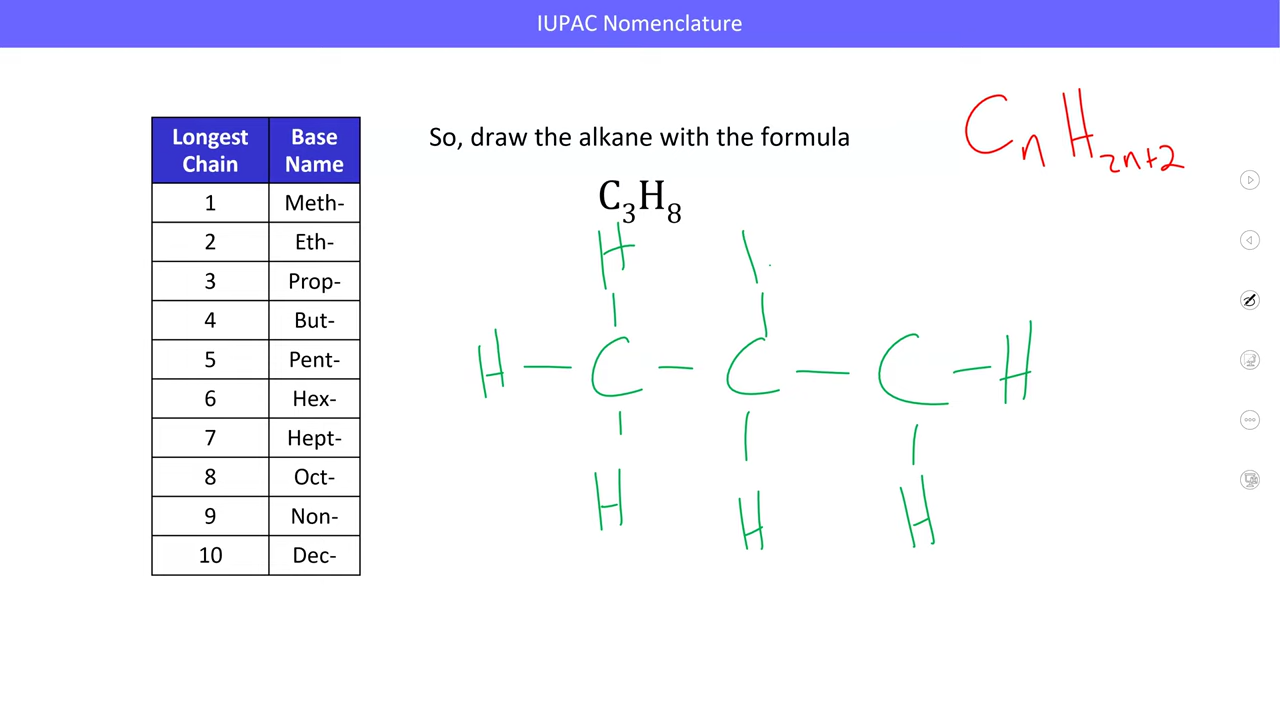 IUPAC Nomenclature
Longest Chain Base Name
1 Meth-
2 Eth-
3 Prop-
4 But-
5 Pent-
6 Hex-
7 Hept-
8 Oct-
9 Non-
10 Dec-
So, draw the alkane with the formula
C₃H₈
CₙH₂ₙ₊₂
H
H — C — C — C — H
H H H